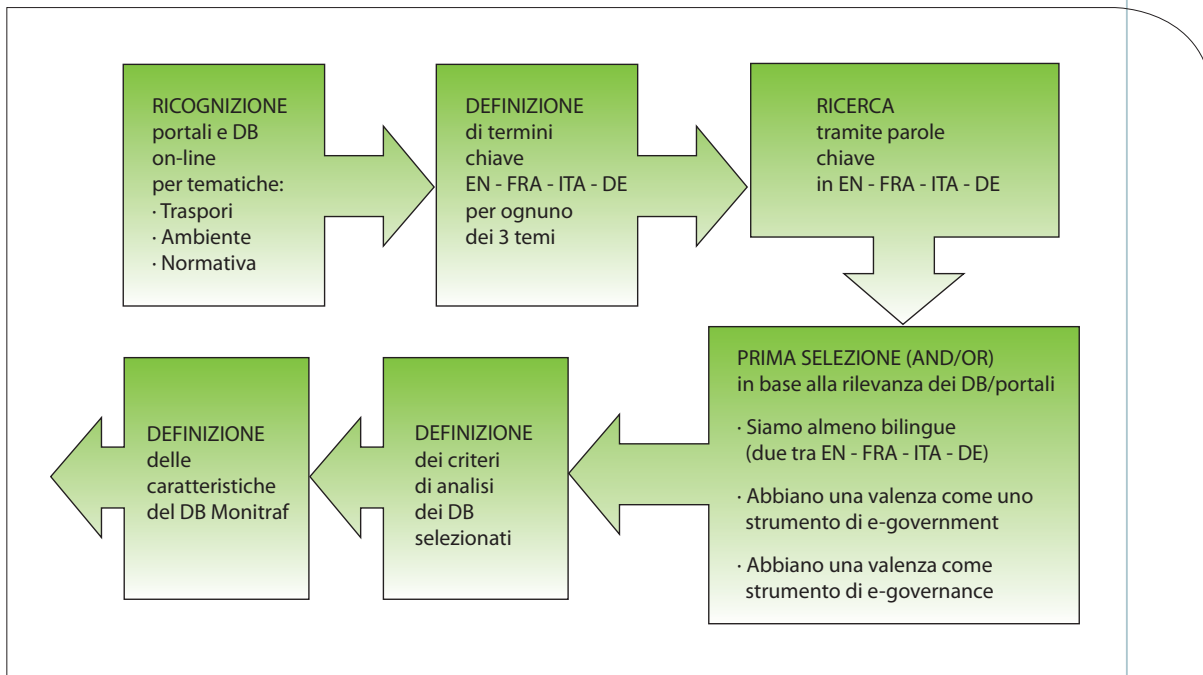 RICOGNIZIONE
portali e DB
on-line
per tematiche:
· Traspori
· Ambiente
· Normativa
DEFINIZIONE
di termini
chiave
EN - FRA - ITA - DE
per ognuno
dei 3 temi
RICERCA
tramite parole
chiave
in EN - FRA - ITA - DE
PRIMA SELEZIONE (AND/OR)
in base alla rilevanza dei DB/portali
· Siamo almeno bilingue
(due tra EN - FRA - ITA - DE)
· Abbiano una valenza come uno
strumento di e-government
· Abbiano una valenza come
strumento di e-governance
DEFINIZIONE
dei criteri
di analisi
dei DB
selezionati
DEFINIZIONE
delle
caratteristiche
del DB Monitraf